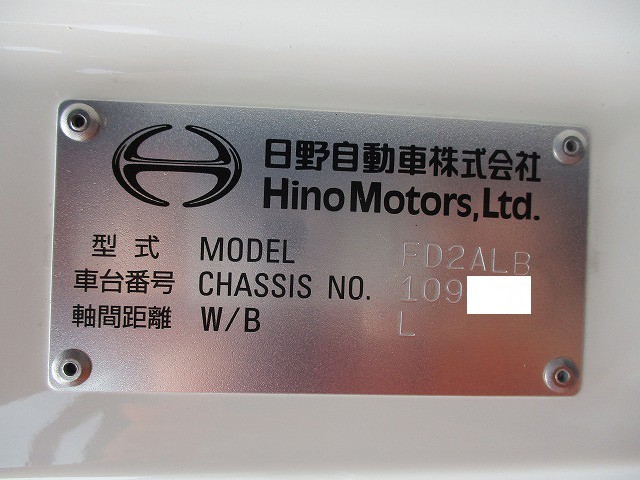 日野自動車株式会社
Hino Motors, Ltd.
型式 MODEL FD2ALB
車台番号 CHASSIS NO. 109
軸間距離 W/B L